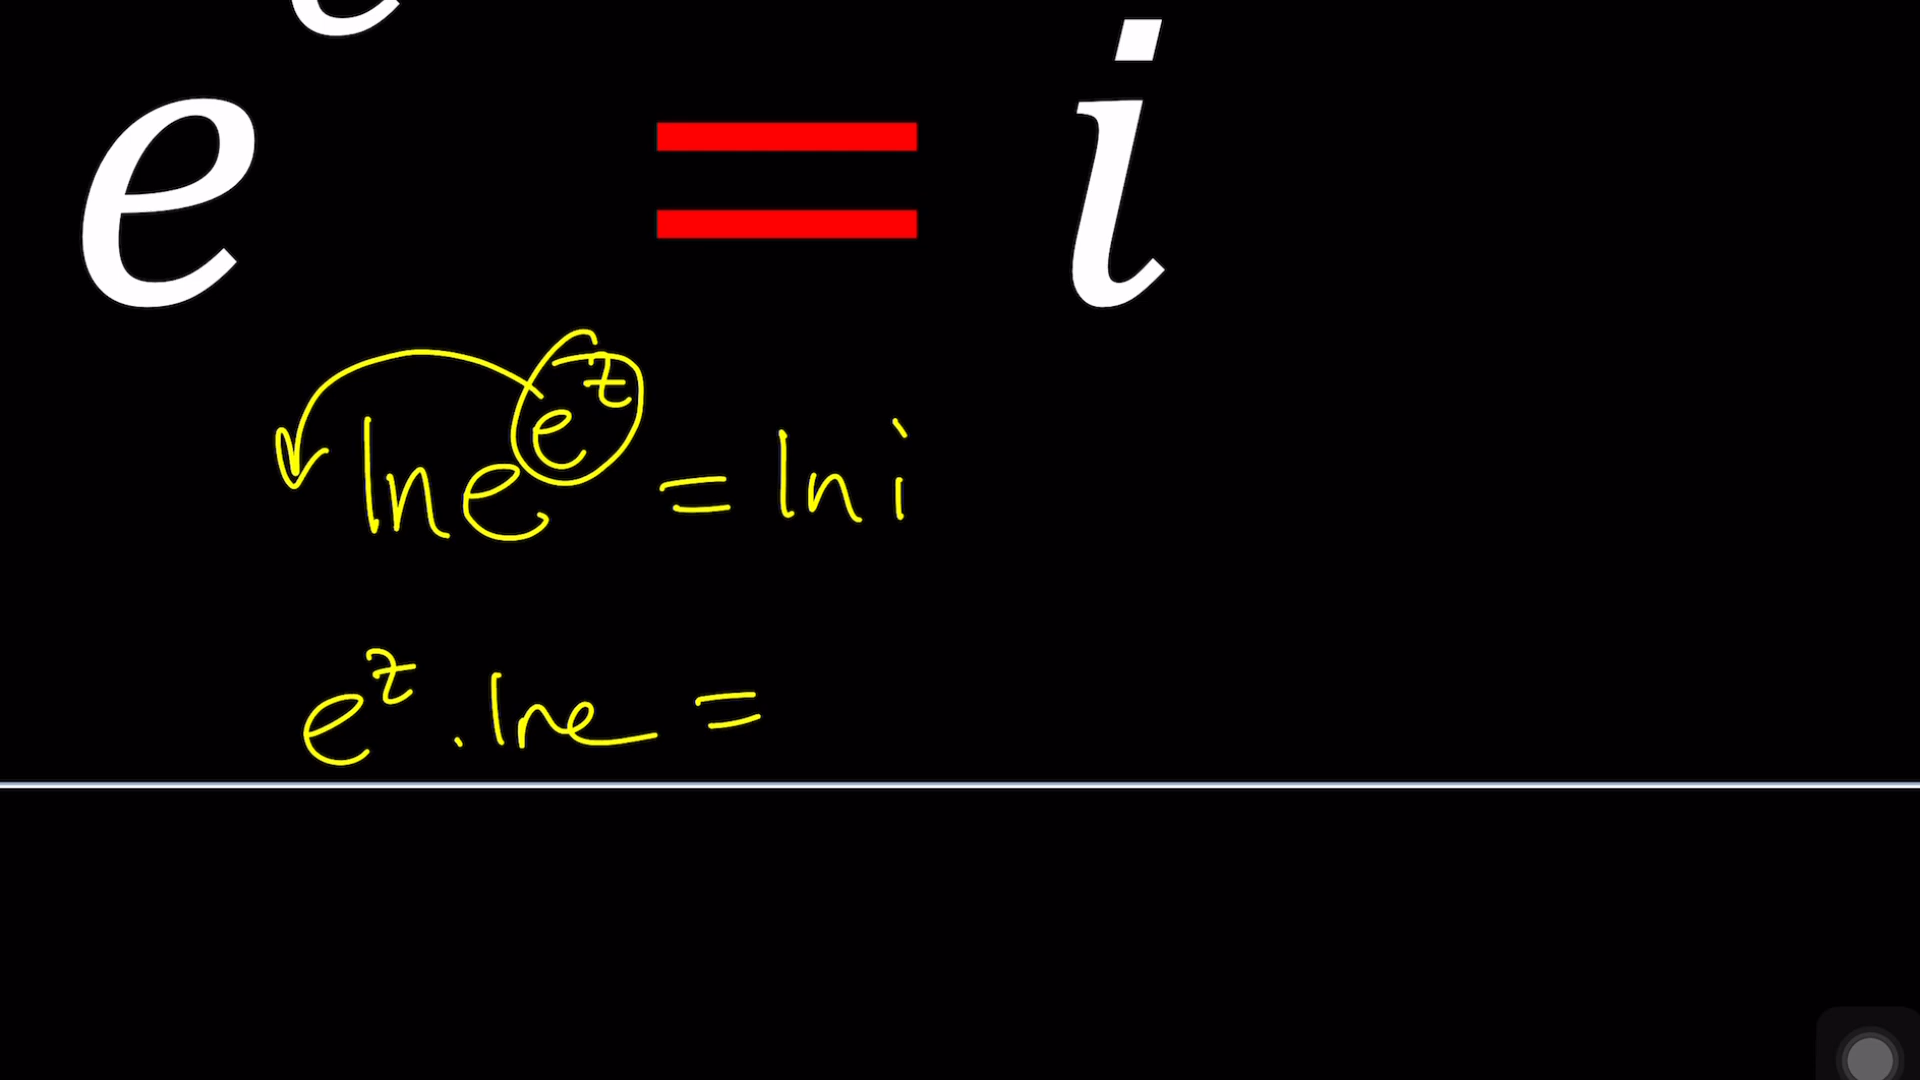 e^e = i
ln e^e^z = ln i
e^z . ln e =